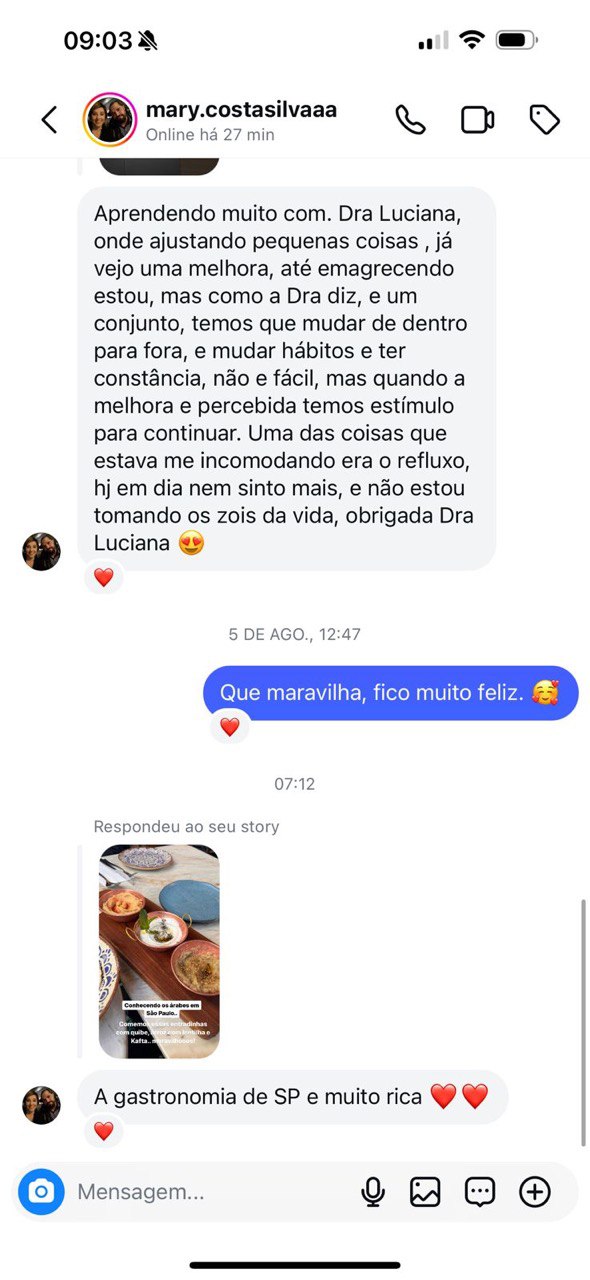 09:03
mary.costasilvaaa
Online há 27 min
Aprendendo muito com. Dra Luciana,
onde ajustando pequenas coisas , já
vejo uma melhora, até emagrecendo
estou, mas como a Dra diz, e um
conjunto, temos que mudar de dentro
para fora, e mudar hábitos e ter
constância, não e fácil, mas quando a
melhora e percebida temos estímulo
para continuar. Uma das coisas que
estava me incomodando era o refluxo,
hj em dia nem sinto mais, e não estou
tomando os zois da vida, obrigada Dra
Luciana 😍
❤️
5 DE AGO., 12:47
Que maravilha, fico muito feliz. 🥰
❤️
07:12
Respondeu ao seu story
Conhecendo os árabes em
São Paulo..
Comemos essas entradinhas
com quibe, arroz com lentilha e
Kafta.. maravilhosos!
A gastronomia de SP e muito rica ❤️❤️
❤️
Mensagem...